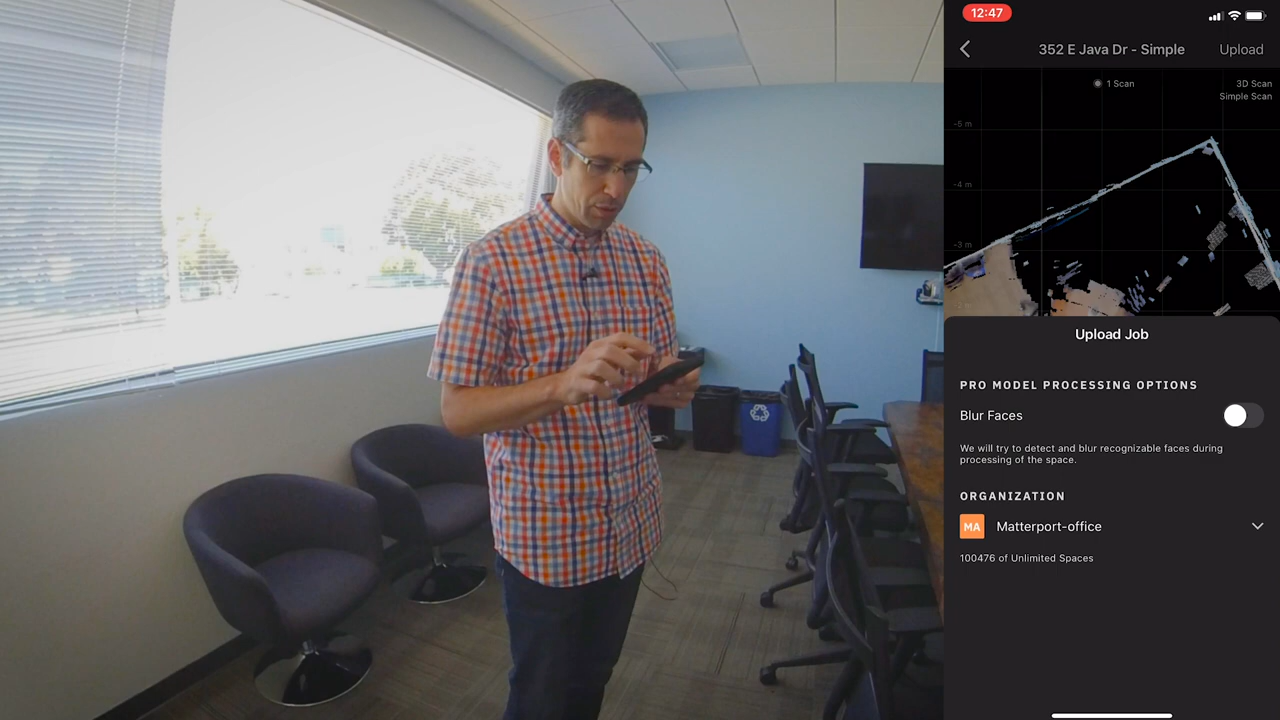 12:47
352 E Java Dr - Simple
Upload
1 Scan
3D Scan
Simple Scan
-5 m
-4 m
-3 m
Upload Job
PRO MODEL PROCESSING OPTIONS
Blur Faces
We will try to detect and blur recognizable faces during
processing of the space.
ORGANIZATION
MA
Matterport-office
100476 of Unlimited Spaces